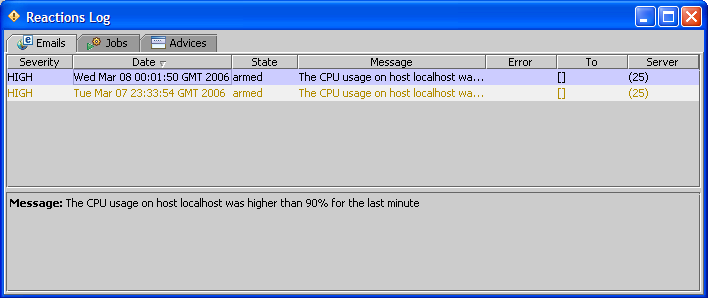 Reactions Log
Emails Jobs Advices
Severity Date State Message Error To Server
HIGH Wed Mar 08 00:01:50 GMT 2006 armed The CPU usage on host localhost wa... [] (25)
HIGH Tue Mar 07 23:33:54 GMT 2006 armed The CPU usage on host localhost wa... [] (25)
Message: The CPU usage on host localhost was higher than 90% for the last minute